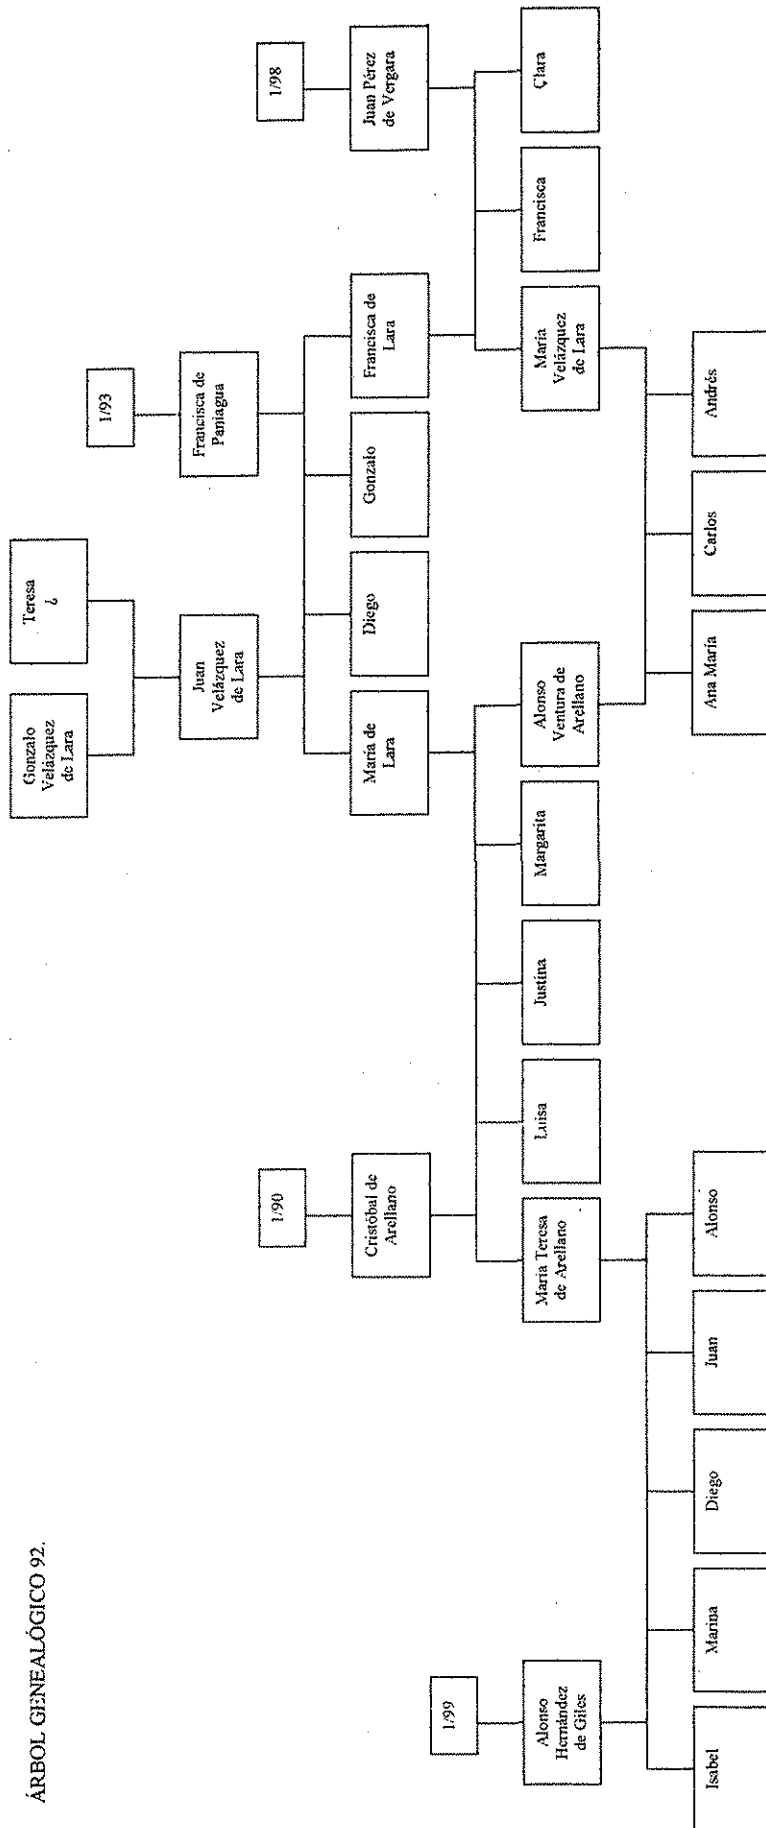 ÁRBOL GENEALÓGICO 92.
Gonzalo
Velázquez
de Lara
Teresa
¿
1/93
Juan
Velázquez
de Lara
Francisca de
Paniagua
1/90
1/98
Cristóbal de
Arellano
María de
Lara
Diego
Gonzalo
Francisca de
Lara
Juan Pérez
de Vergara
1/99
Alonso
Hernández
de Giles
María Teresa
de Arellano
Luisa
Justina
Margarita
Alonso
Ventura de
Arellano
María
Velázquez
de Lara
Francisca
Clara
Isabel
Marina
Diego
Juan
Alonso
Ana María
Carlos
Andrés